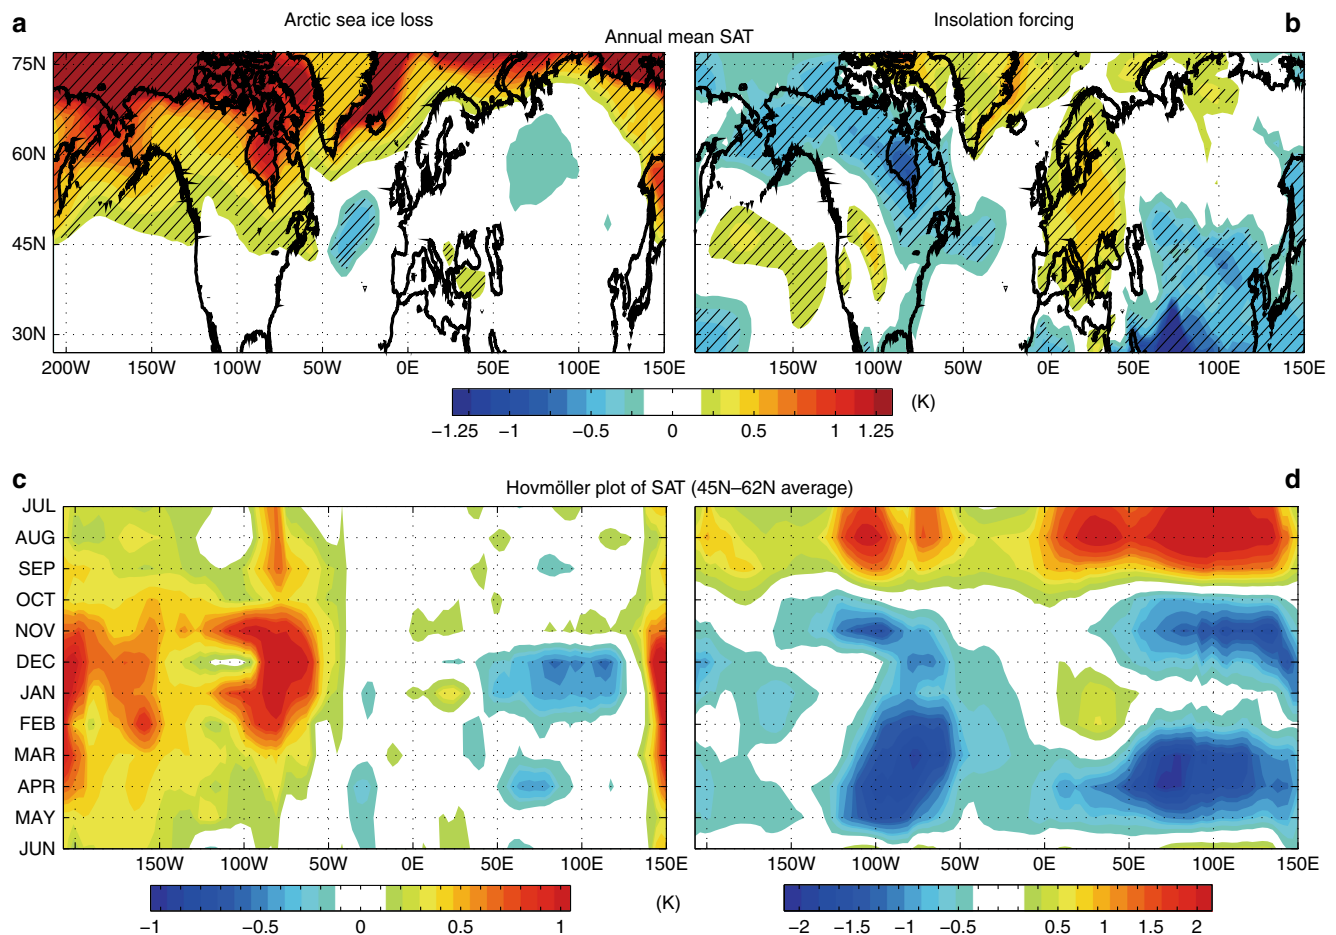 a
Arctic sea ice loss
Insolation forcing
b
Annual mean SAT
75N
60N
45N
30N
200W 150W 100W 50W 0E 50E 100E 150E
150W 100W 50W 0E 50E 100E 150E
−1.25 −1 −0.5 0 0.5 1 1.25
(K)
c
Hovmöller plot of SAT (45N–62N average)
d
JUL
AUG
SEP
OCT
NOV
DEC
JAN
FEB
MAR
APR
MAY
JUN
150W 100W 50W 0E 50E 100E 150E
150W 100W 50W 0E 50E 100E 150E
−1 −0.5 0 0.5 1
(K)
−2 −1.5 −1 −0.5 0 0.5 1 1.5 2